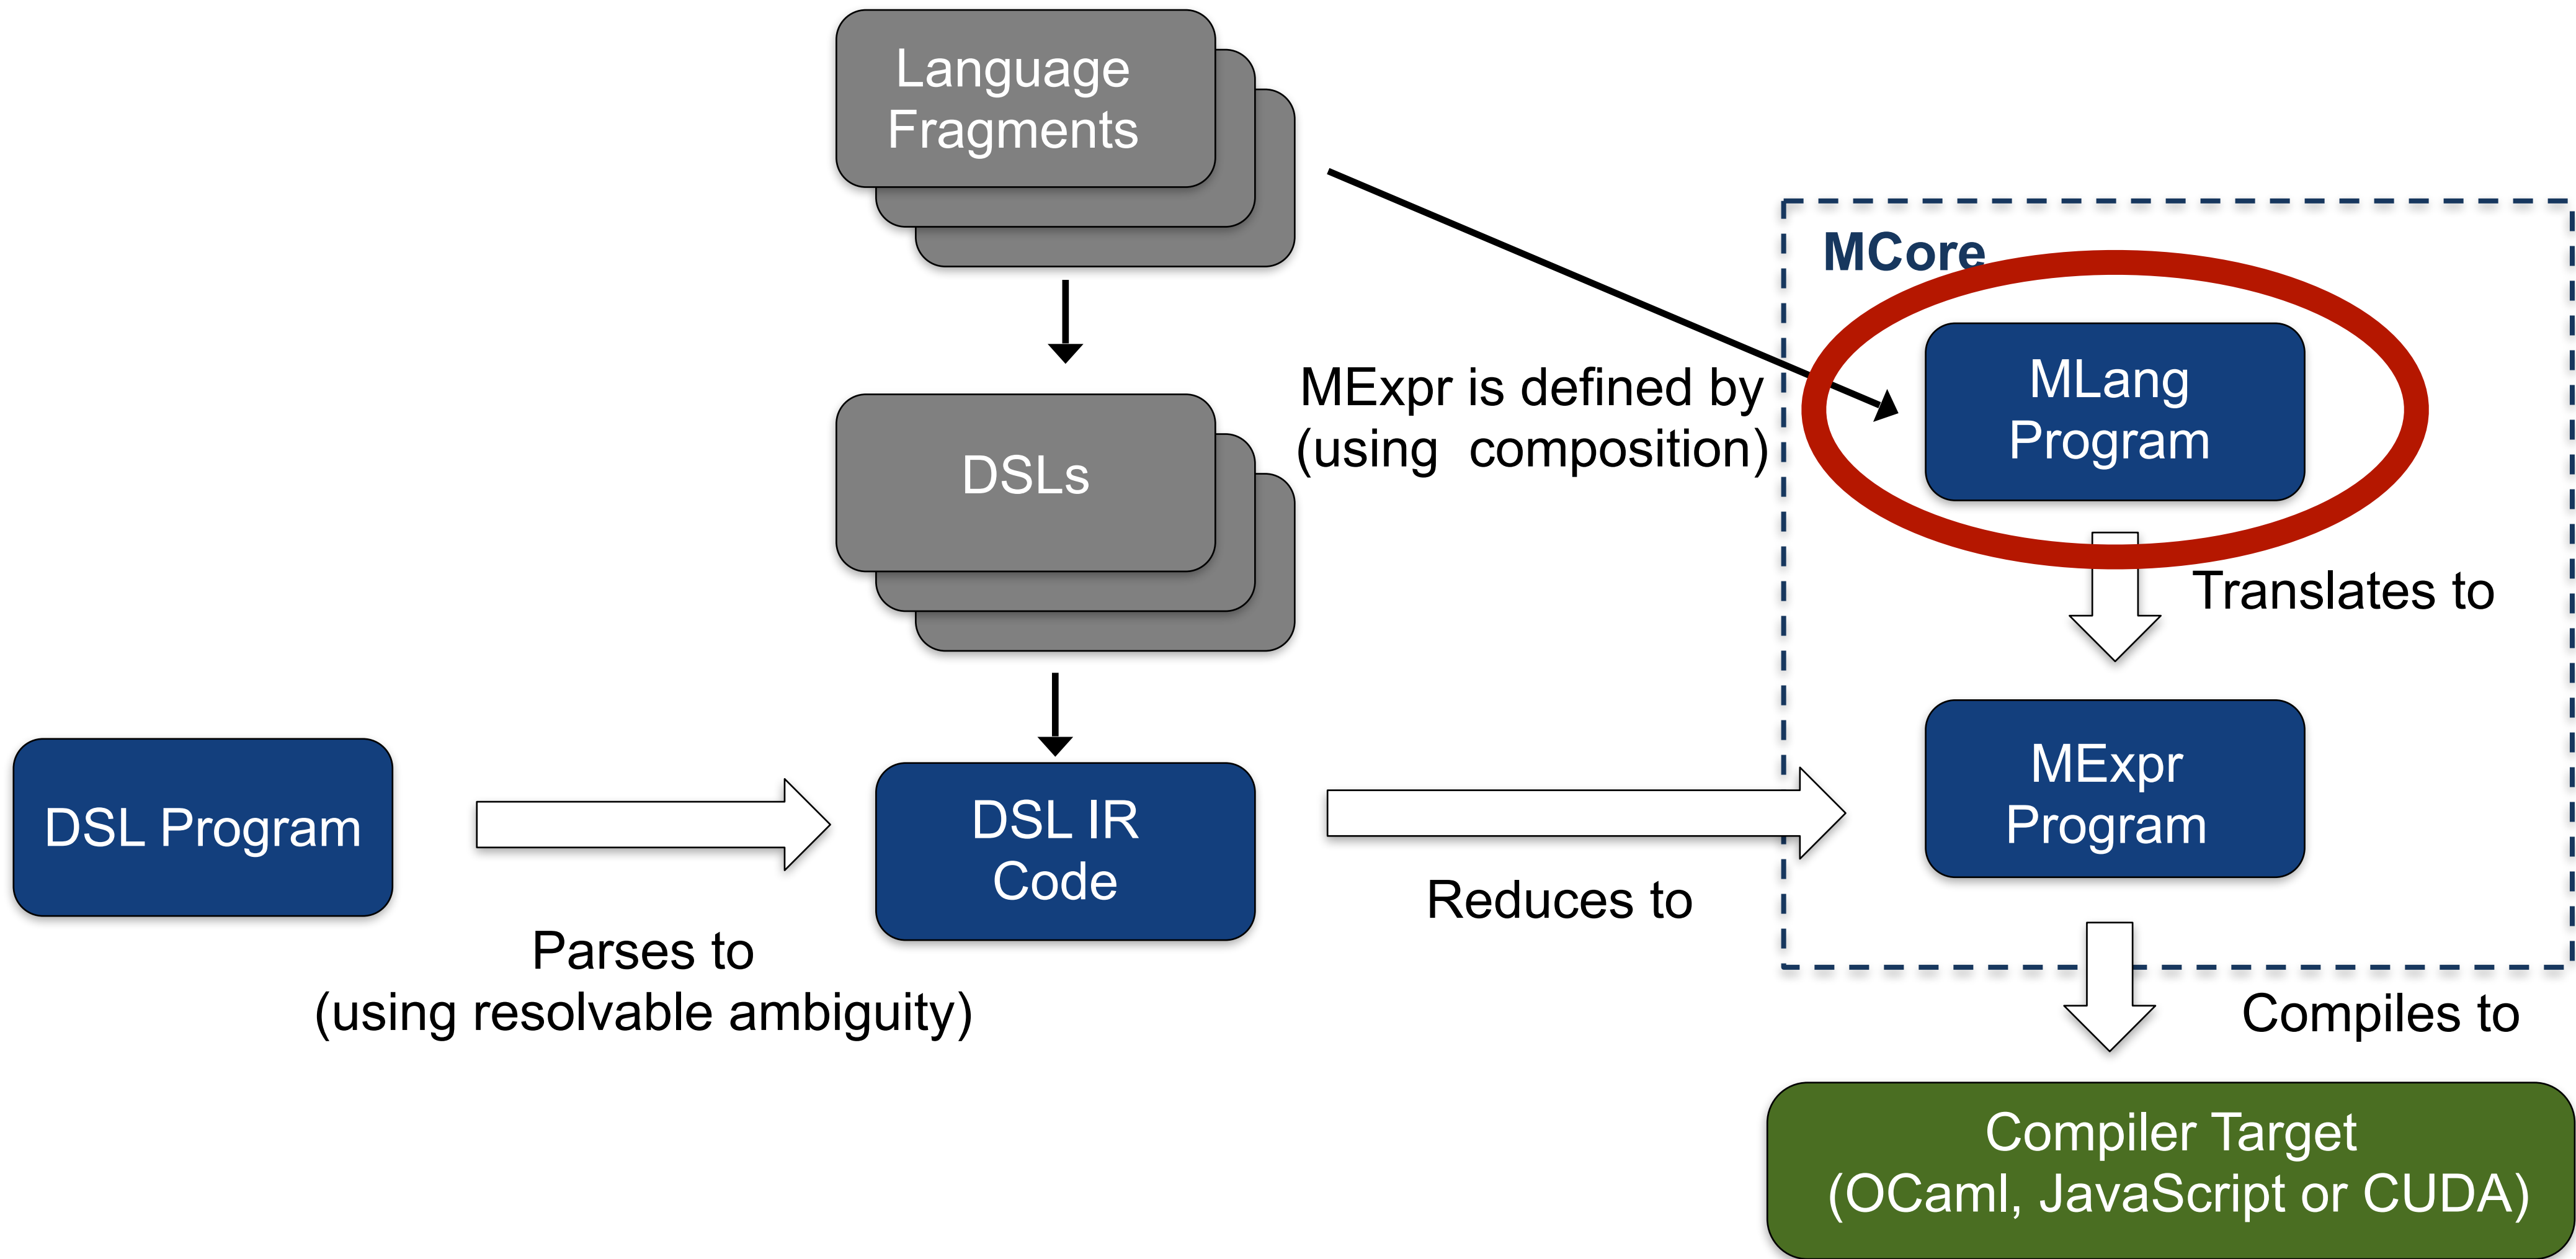 Language
Fragments
MCore
MLang
Program
MExpr is defined by
(using composition)
DSLs
Translates to
DSL Program
DSL IR
Code
MExpr
Program
Reduces to
Parses to
(using resolvable ambiguity)
Compiles to
Compiler Target
(OCaml, JavaScript or CUDA)